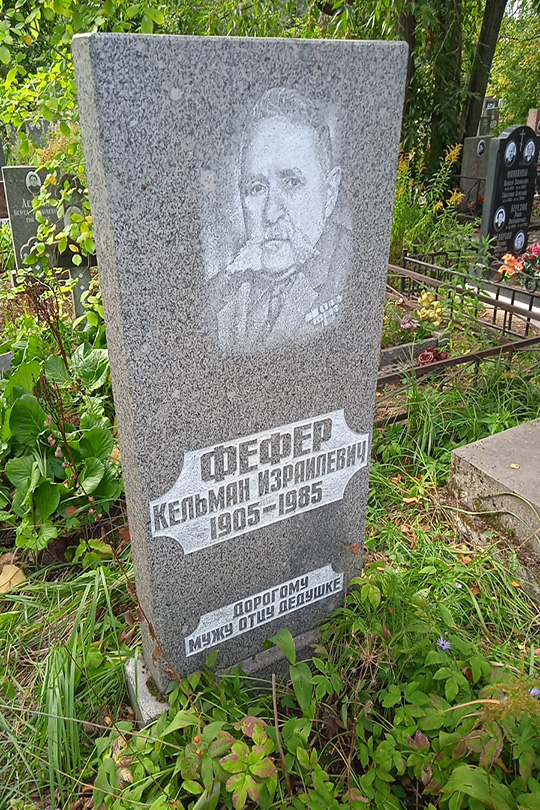 ФЕФЕР
КЕЛЬМАН ИЗРАИЛЕВИЧ
1905-1985
ДОРОГОМУ
МУЖУ ОТЦУ ДЕДУШКЕ